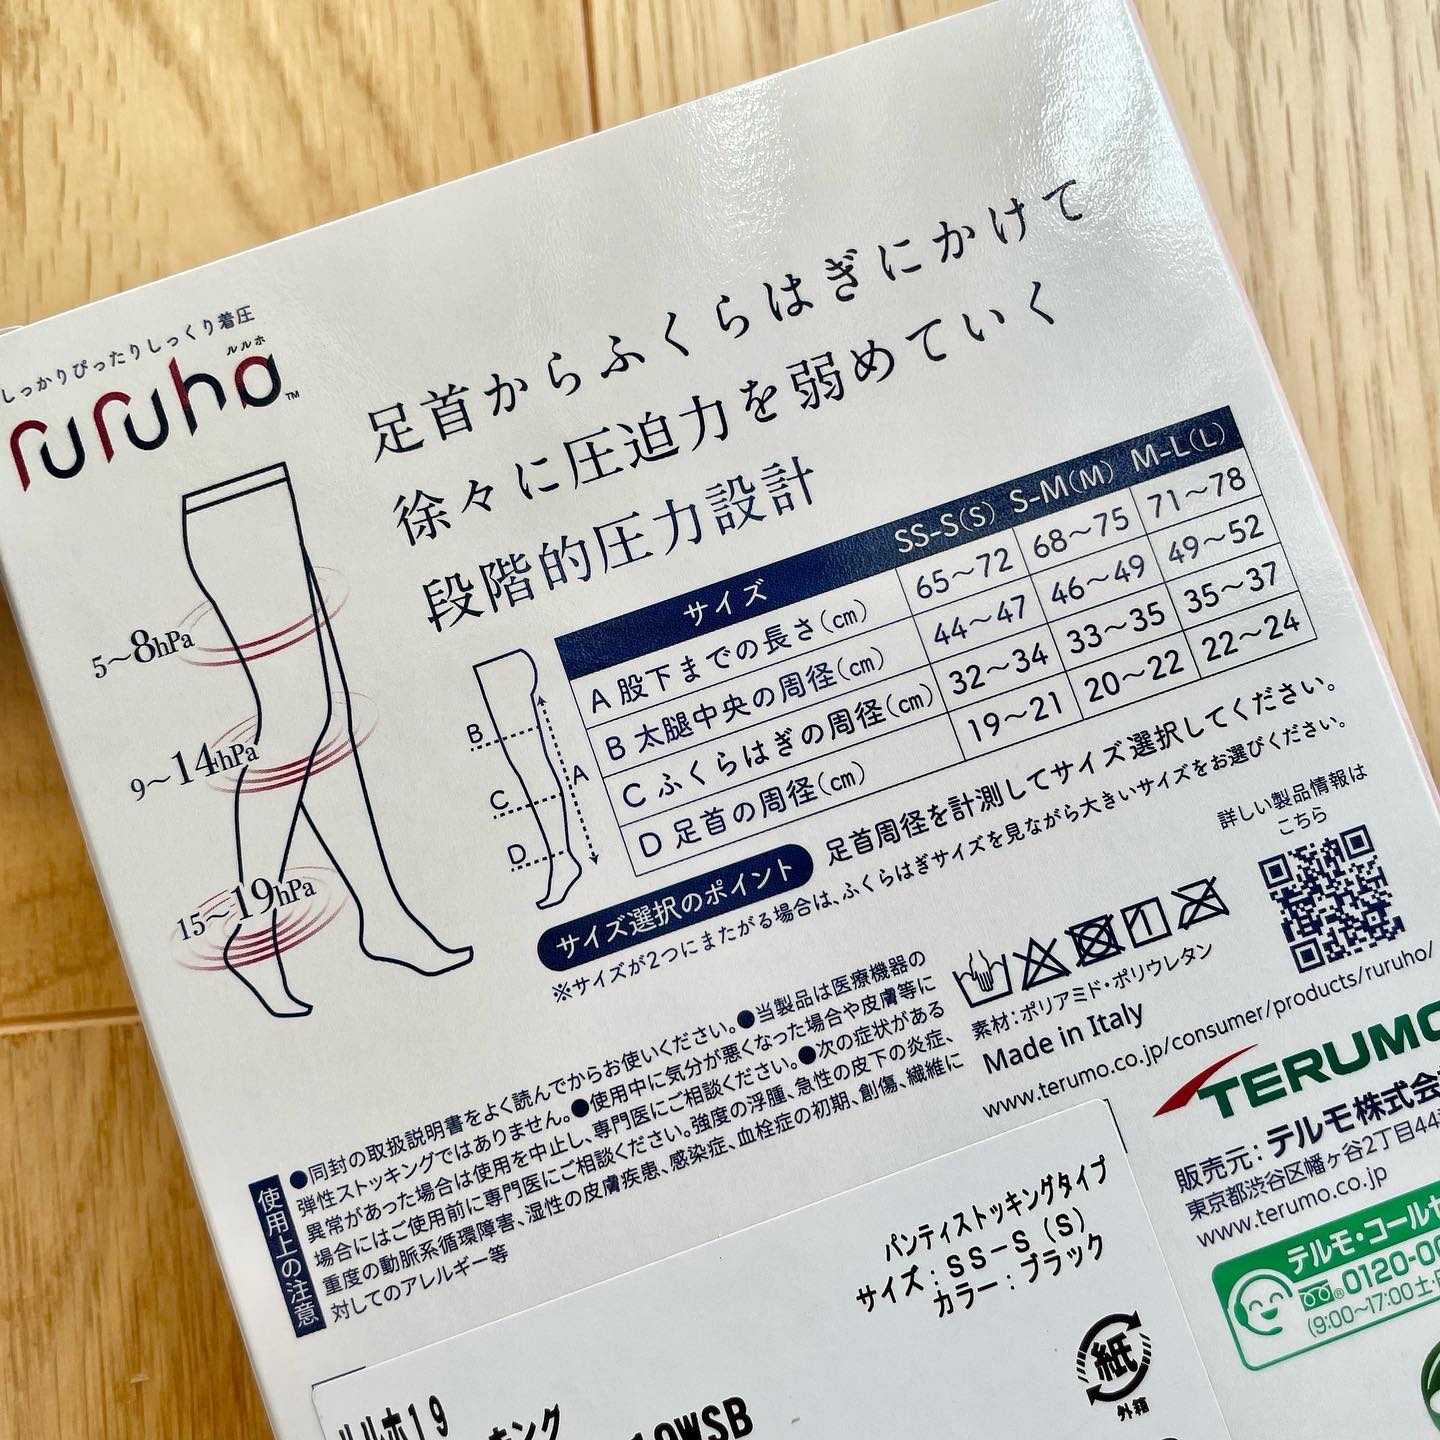 しっかりぴったりしっくり着圧
ルルホ
ruruho™
足首からふくらはぎにかけて
徐々に圧迫力を弱めていく
段階的圧力設計
5〜8hPa
9〜14hPa
15〜19hPa
B
A
C
D
サイズ SS-S(S) S-M(M) M-L(L)
A 股下までの長さ(cm) 65〜72 68〜75 71〜78
B 太腿中央の周径(cm) 44〜47 46〜49 49〜52
C ふくらはぎの周径(cm) 32〜34 33〜35 35〜37
D 足首の周径(cm) 19〜21 20〜22 22〜24
サイズ選択のポイント 足首周径を計測してサイズ選択してください。
※サイズが2つにまたがる場合は、ふくらはぎサイズを見ながら大きいサイズをお選びください。
詳しい製品情報は
こちら
素材:ポリアミド・ポリウレタン
Made in Italy
www.terumo.co.jp/consumer/products/ruruho/
使用上の注意
●同封の取扱説明書をよく読んでからお使いください。●当製品は医療機器の
弾性ストッキングではありません。●使用中に気分が悪くなった場合や皮膚等に
異常があった場合は使用を中止し、専門医にご相談ください。●次の症状がある
場合にはご使用前に専門医にご相談ください。強度の浮腫、急性の皮下の炎症、
重度の動脈系循環障害、湿性の皮膚疾患、感染症、血栓症の初期、創傷、繊維に
対してのアレルギー等
TERUMO
販売元:テルモ株式会
東京都渋谷区幡ヶ谷2丁目44
www.terumo.co.jp
テルモ・コールセ
0120-00
(9:00〜17:00土・
パンティストッキングタイプ
サイズ:SS-S(S)
カラー:ブラック
紙
外箱
ルルホ19
キング
19WSB